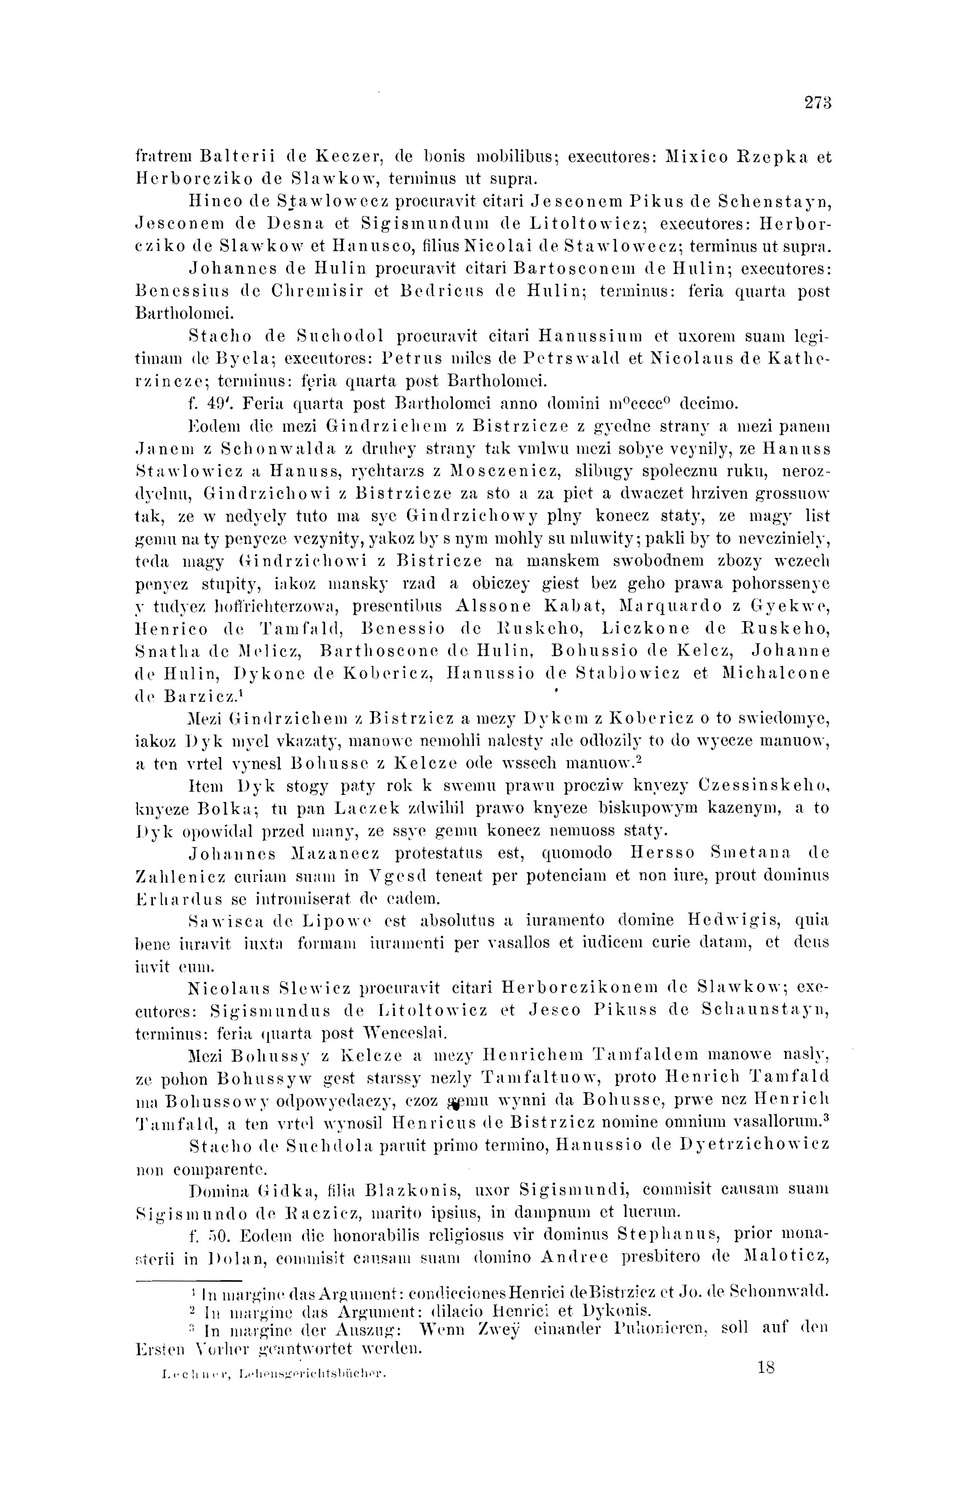 273
fratrem Balterii de Keczer, de bonis mobilibus; executores: Mixico Rzepka et
Herborcziko de Slawkow, terminus ut supra.
Hinco de Stawlowecz procuravit citari Jesconem Pikus de Schenstayn,
Jesconem de Desna et Sigismundum de Litoltowicz; executores: Herbor-
cziko de Slawkow et Hanusco, filius Nicolai de Stawlowecz; terminus ut supra.
Johannes de Hulin procuravit citari Bartosconem de Hulin; executores:
Benessius de Chremisir et Bedricus de Hulin; terminus: feria quarta post
Bartholomei.
Stacho de Suchodol procuravit citari Hanussium et uxorem suam legi-
timam de Byela; executores: Petrus miles de Petrswald et Nicolaus de Kathe-
rzincze; terminus: feria quarta post Bartholomei.
f. 49′. Feria quarta post Bartholomei anno domini m⁰cccc⁰ decimo.
Eodem die mezi Gindrzichem z Bistrzicze z gyedne strany a mezi panem
Janem z Schonwalda z druhey strany tak vmlwu mezi sobye vcynily, ze Hanuss
Stawlowicz a Hanuss, rychtarzs z Mosczenicz, slibugy spolecznu ruku, neroz-
dyelnu, Gindrzichowi z Bistrzicze za sto a za piet a dwaczet hrziven grossuow
tak, ze w nedyely tuto ma sye Gindrzichowy plny konecz staty, ze magy list
gemu na ty penycze vczynity, yakoz by s nym mohly su mluwity; pakli by to nevcziniely,
teda magy Gindrzichowi z Bistricze na manskem swobodnem zbozy wczech
penyez stupity, iakoz mansky rzad a obiczey giest bez geho prawa pohorssenye
y tudyez hoffrichterzowa, presentibus Alssone Kabat, Marquardo z Gyekwe,
Henrico de Tamfald, Benessio de Ruskeho, Liczkone de Ruskeho,
Snatha de Melicz, Barthoscone de Hulin, Bohussio de Kelcz, Johanne
de Hulin, Dykone de Kobericz, Hanussio de Stablowicz et Michalcone
de Barzicz.¹
Mezi Gindrzichem z Bistrzicz a mezy Dykem z Kobericz o to swiedomye,
iakoz Dyk myel vkazaty, manowe nemohli nalesty ale odlozily to do wyecze manuow,
a ten vrtel vynesl Bohusse z Kelcze ode wssech manuow.²
Item Dyk stogy paty rok k swemu prawu procziw knyezy Czessinskeho,
knyeze Bolka; tu pan Laczek zdwihil prawo knyeze biskupowym kazenym, a to
Dyk opowidal przed many, ze ssye gemu konecz nemuoss staty.
Johannes Mazanecz protestatus est, quomodo Hersso Smetana de
Zahlenicz curiam suam in Vgesd teneat per potenciam et non iure, prout dominus
Erhardus se intromiserat de eadem.
Sawisca de Lipowe est absolutus a iuramento domine Hedwigis, quia
bene iuravit iuxta formam iuramenti per vasallos et iudicem curie datam, et deus
iuvit eum.
Nicolaus Slewicz procuravit citari Herborczikonem de Slawkow; exe-
cutores: Sigismundus de Litoltowicz et Jesco Pikuss de Schaunstayn,
terminus: feria quarta post Wenceslai.
Mezi Bohussy z Kelcze a mezy Henrichem Tamfaldem manowe nasly,
ze pohon Bohussyw gest starssy nezly Tamfaltuow, proto Henrich Tamfald
ma Bohussowy odpowyedaczy, czoz gemu wynni da Bohusse, prwe nez Henrich
Tamfald, a ten vrtel wynosil Henricus de Bistrzicz nomine omnium vasallorum.³
Stacho de Suchdola paruit primo termino, Hanussio de Dyetrzichowicz
non comparente.
Domina Gidka, filia Blazkonis, uxor Sigismundi, commisit causam suam
Sigismundo de Raczicz, marito ipsius, in dampnum et lucrum.
f. 50. Eodem die honorabilis religiosus vir dominus Stephanus, prior mona-
sterii in Dolan, commisit causam suam domino Andree presbitero de Maloticz,
¹ In margine das Argument: condicciones Henrici de Bistrzicz et Jo. de Schonnwald.
² In margine das Argument: dilacio Henrici et Dykonis.
³ In margine der Auszug: Wenn Zweÿ einander Puhonieren, soll auf den
Ersten Vorher geantwortet werden.
Lechner, Lehensgerichtsbücher.
18